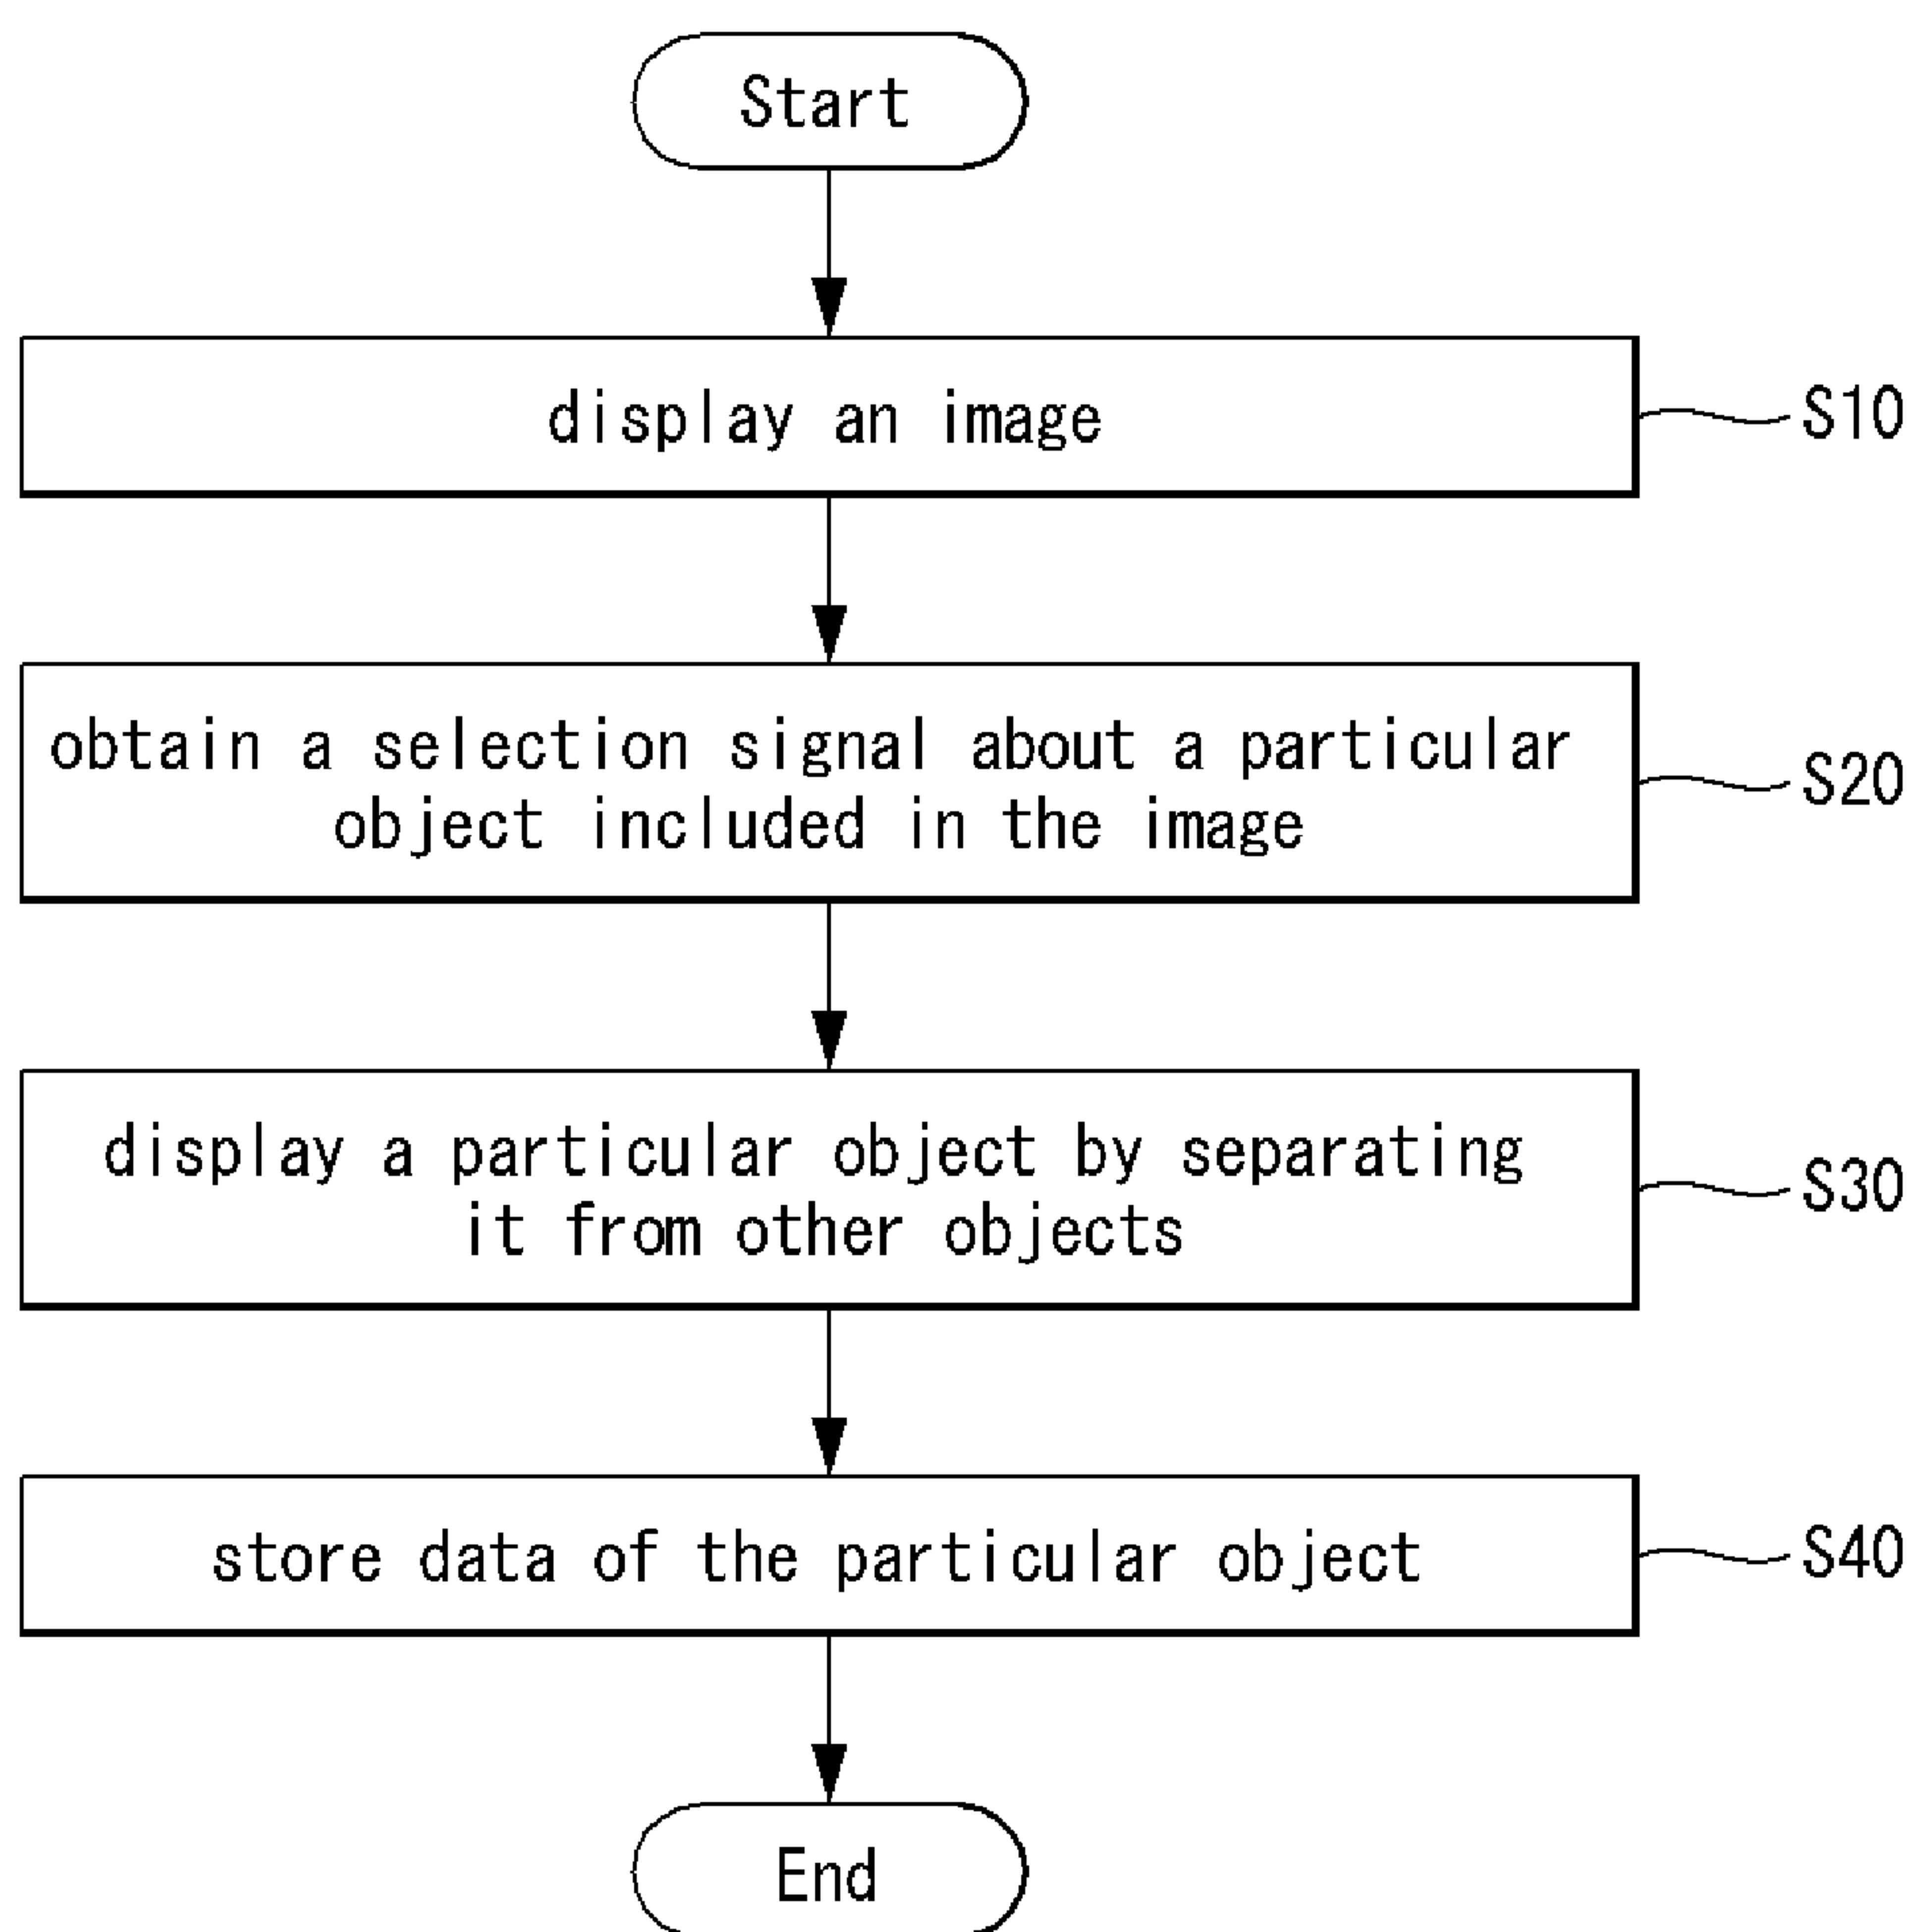 Start
display an image
S10
obtain a selection signal about a particular
object included in the image
S20
display a particular object by separating
it from other objects
S30
store data of the particular object
S40
End